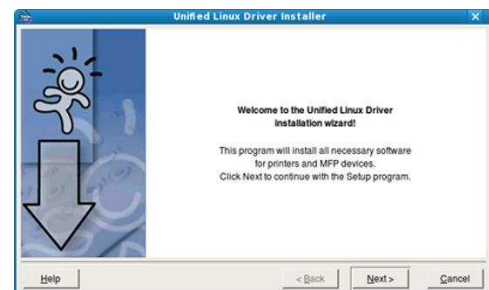 Unified Linux Driver Installer
Welcome to the Unified Linux Driver
installation wizard!
This program will install all necessary software
for printers and MFP devices.
Click Next to continue with the Setup program.
Help
< Back
Next >
Cancel